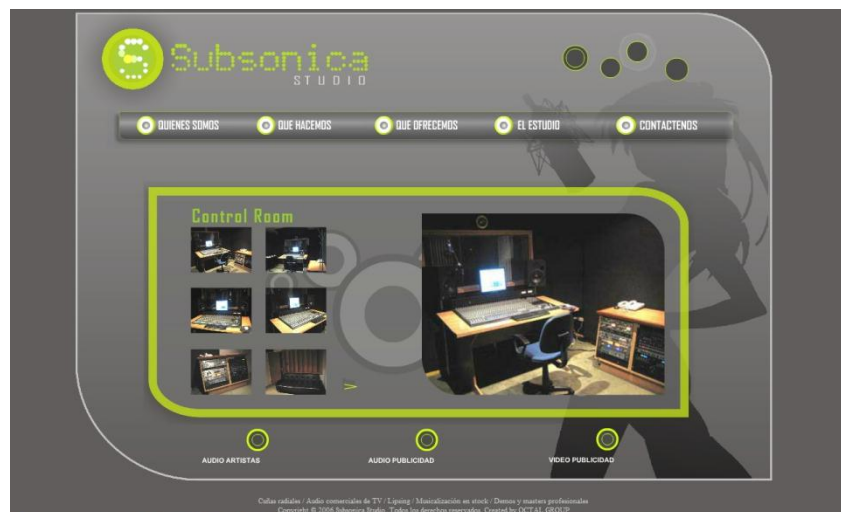 Subsonica
STUDIO
QUIENES SOMOS
QUE HACEMOS
QUE OFRECEMOS
EL ESTUDIO
CONTACTENOS
Control Room
>
AUDIO ARTISTAS
AUDIO PUBLICIDAD
VIDEO PUBLICIDAD
Cuñas radiales / Audio comerciales de TV / Lipsing / Musicalización en stock / Demos y masters profesionales
Copyright © 2006 Subsonica Studio. Todos los derechos reservados. Created by OCTAL GROUP